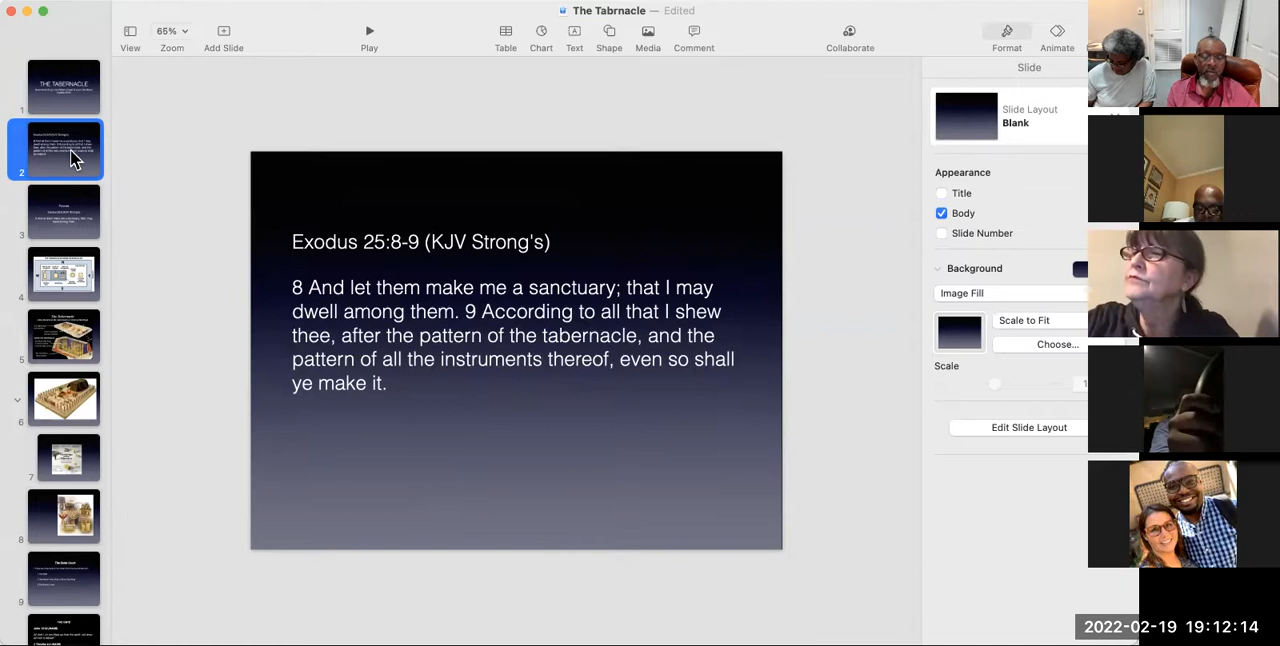 The Tabrnacle — Edited
65%
View
Zoom
Add Slide
Play
Table
Chart
Text
Shape
Media
Comment
Collaborate
Format
Animate
Slide
Slide Layout
Blank
Appearance
Title
Body
Slide Number
Background
Image Fill
Scale to Fit
Choose...
Scale
1
Edit Slide Layout
THE TABERNACLE
1
2
3
4
5
6
7
8
9
Exodus 25:8-9 (KJV Strong's)
8 And let them make me a sanctuary; that I may
dwell among them. 9 According to all that I shew
thee, after the pattern of the tabernacle, and the
pattern of all the instruments thereof, even so shall
ye make it.
The Outer Court
2022-02-19 19:12:14